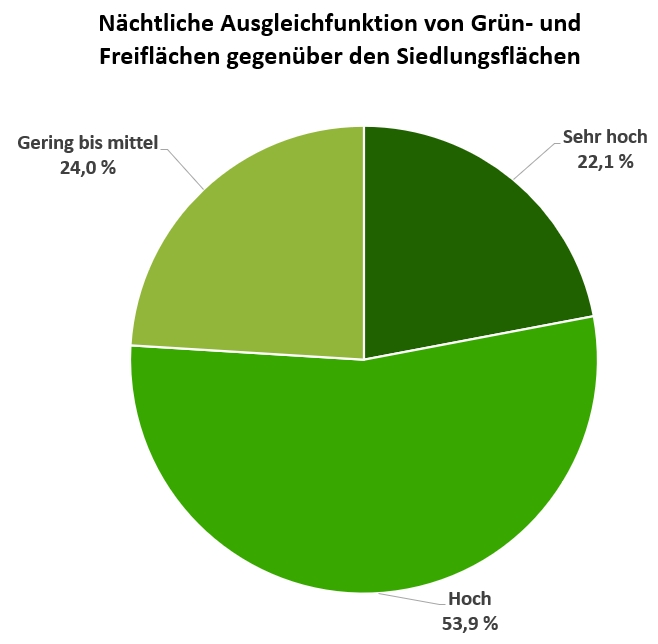 Nächtliche Ausgleichfunktion von Grün- und
Freiflächen gegenüber den Siedlungsflächen
Sehr hoch
22,1 %
Gering bis mittel
24,0 %
Hoch
53,9 %